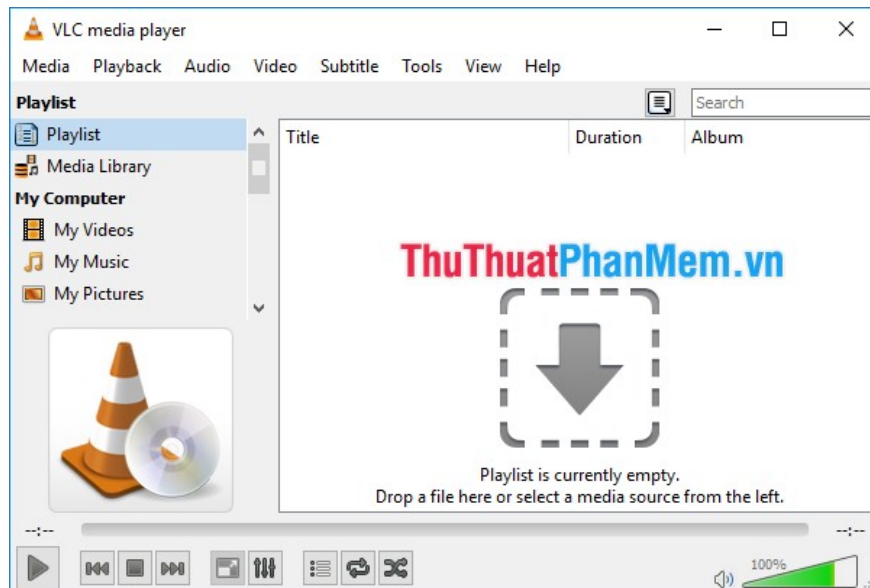 VLC media player
Media Playback Audio Video Subtitle Tools View Help
Playlist
Search
Playlist
Media Library
My Computer
My Videos
My Music
My Pictures
Title Duration Album
ThuThuatPhanMem.vn
Playlist is currently empty.
Drop a file here or select a media source from the left.
--:-- --:--
100%